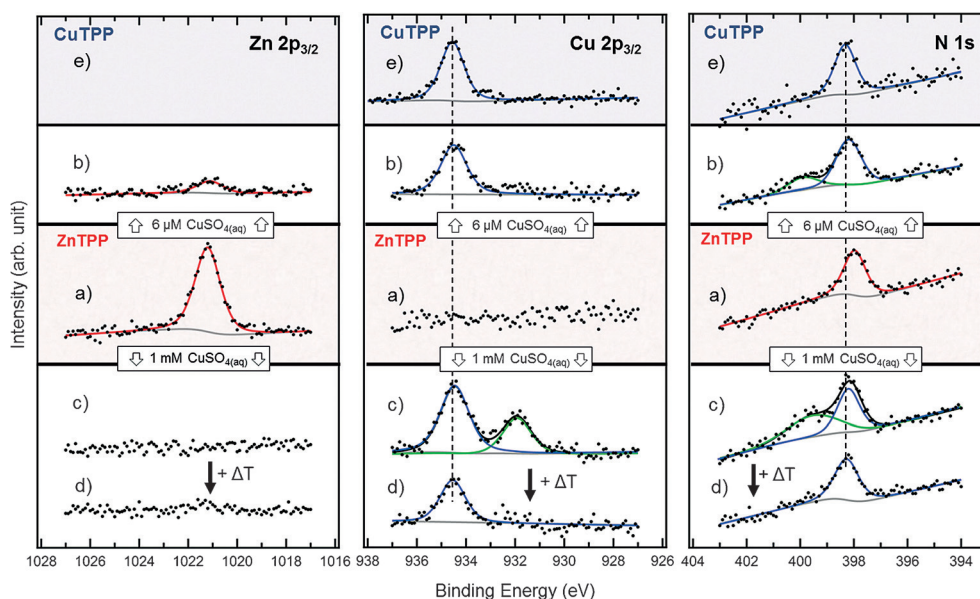 CuTPP
Zn 2p3/2
e)
b)
⇧ 6 µM CuSO4(aq) ⇧
ZnTPP
a)
⇩ 1 mM CuSO4(aq) ⇩
c)
+ ΔT
d)
1028 1026 1024 1022 1020 1018 1016
CuTPP
Cu 2p3/2
e)
b)
⇧ 6 µM CuSO4(aq) ⇧
ZnTPP
a)
⇩ 1 mM CuSO4(aq) ⇩
c)
+ ΔT
d)
938 936 934 932 930 928 926
CuTPP
N 1s
e)
b)
⇧ 6 µM CuSO4(aq) ⇧
ZnTPP
a)
⇩ 1 mM CuSO4(aq) ⇩
c)
d)
+ ΔT
404 402 400 398 396 394
Intensity (arb. unit)
Binding Energy (eV)